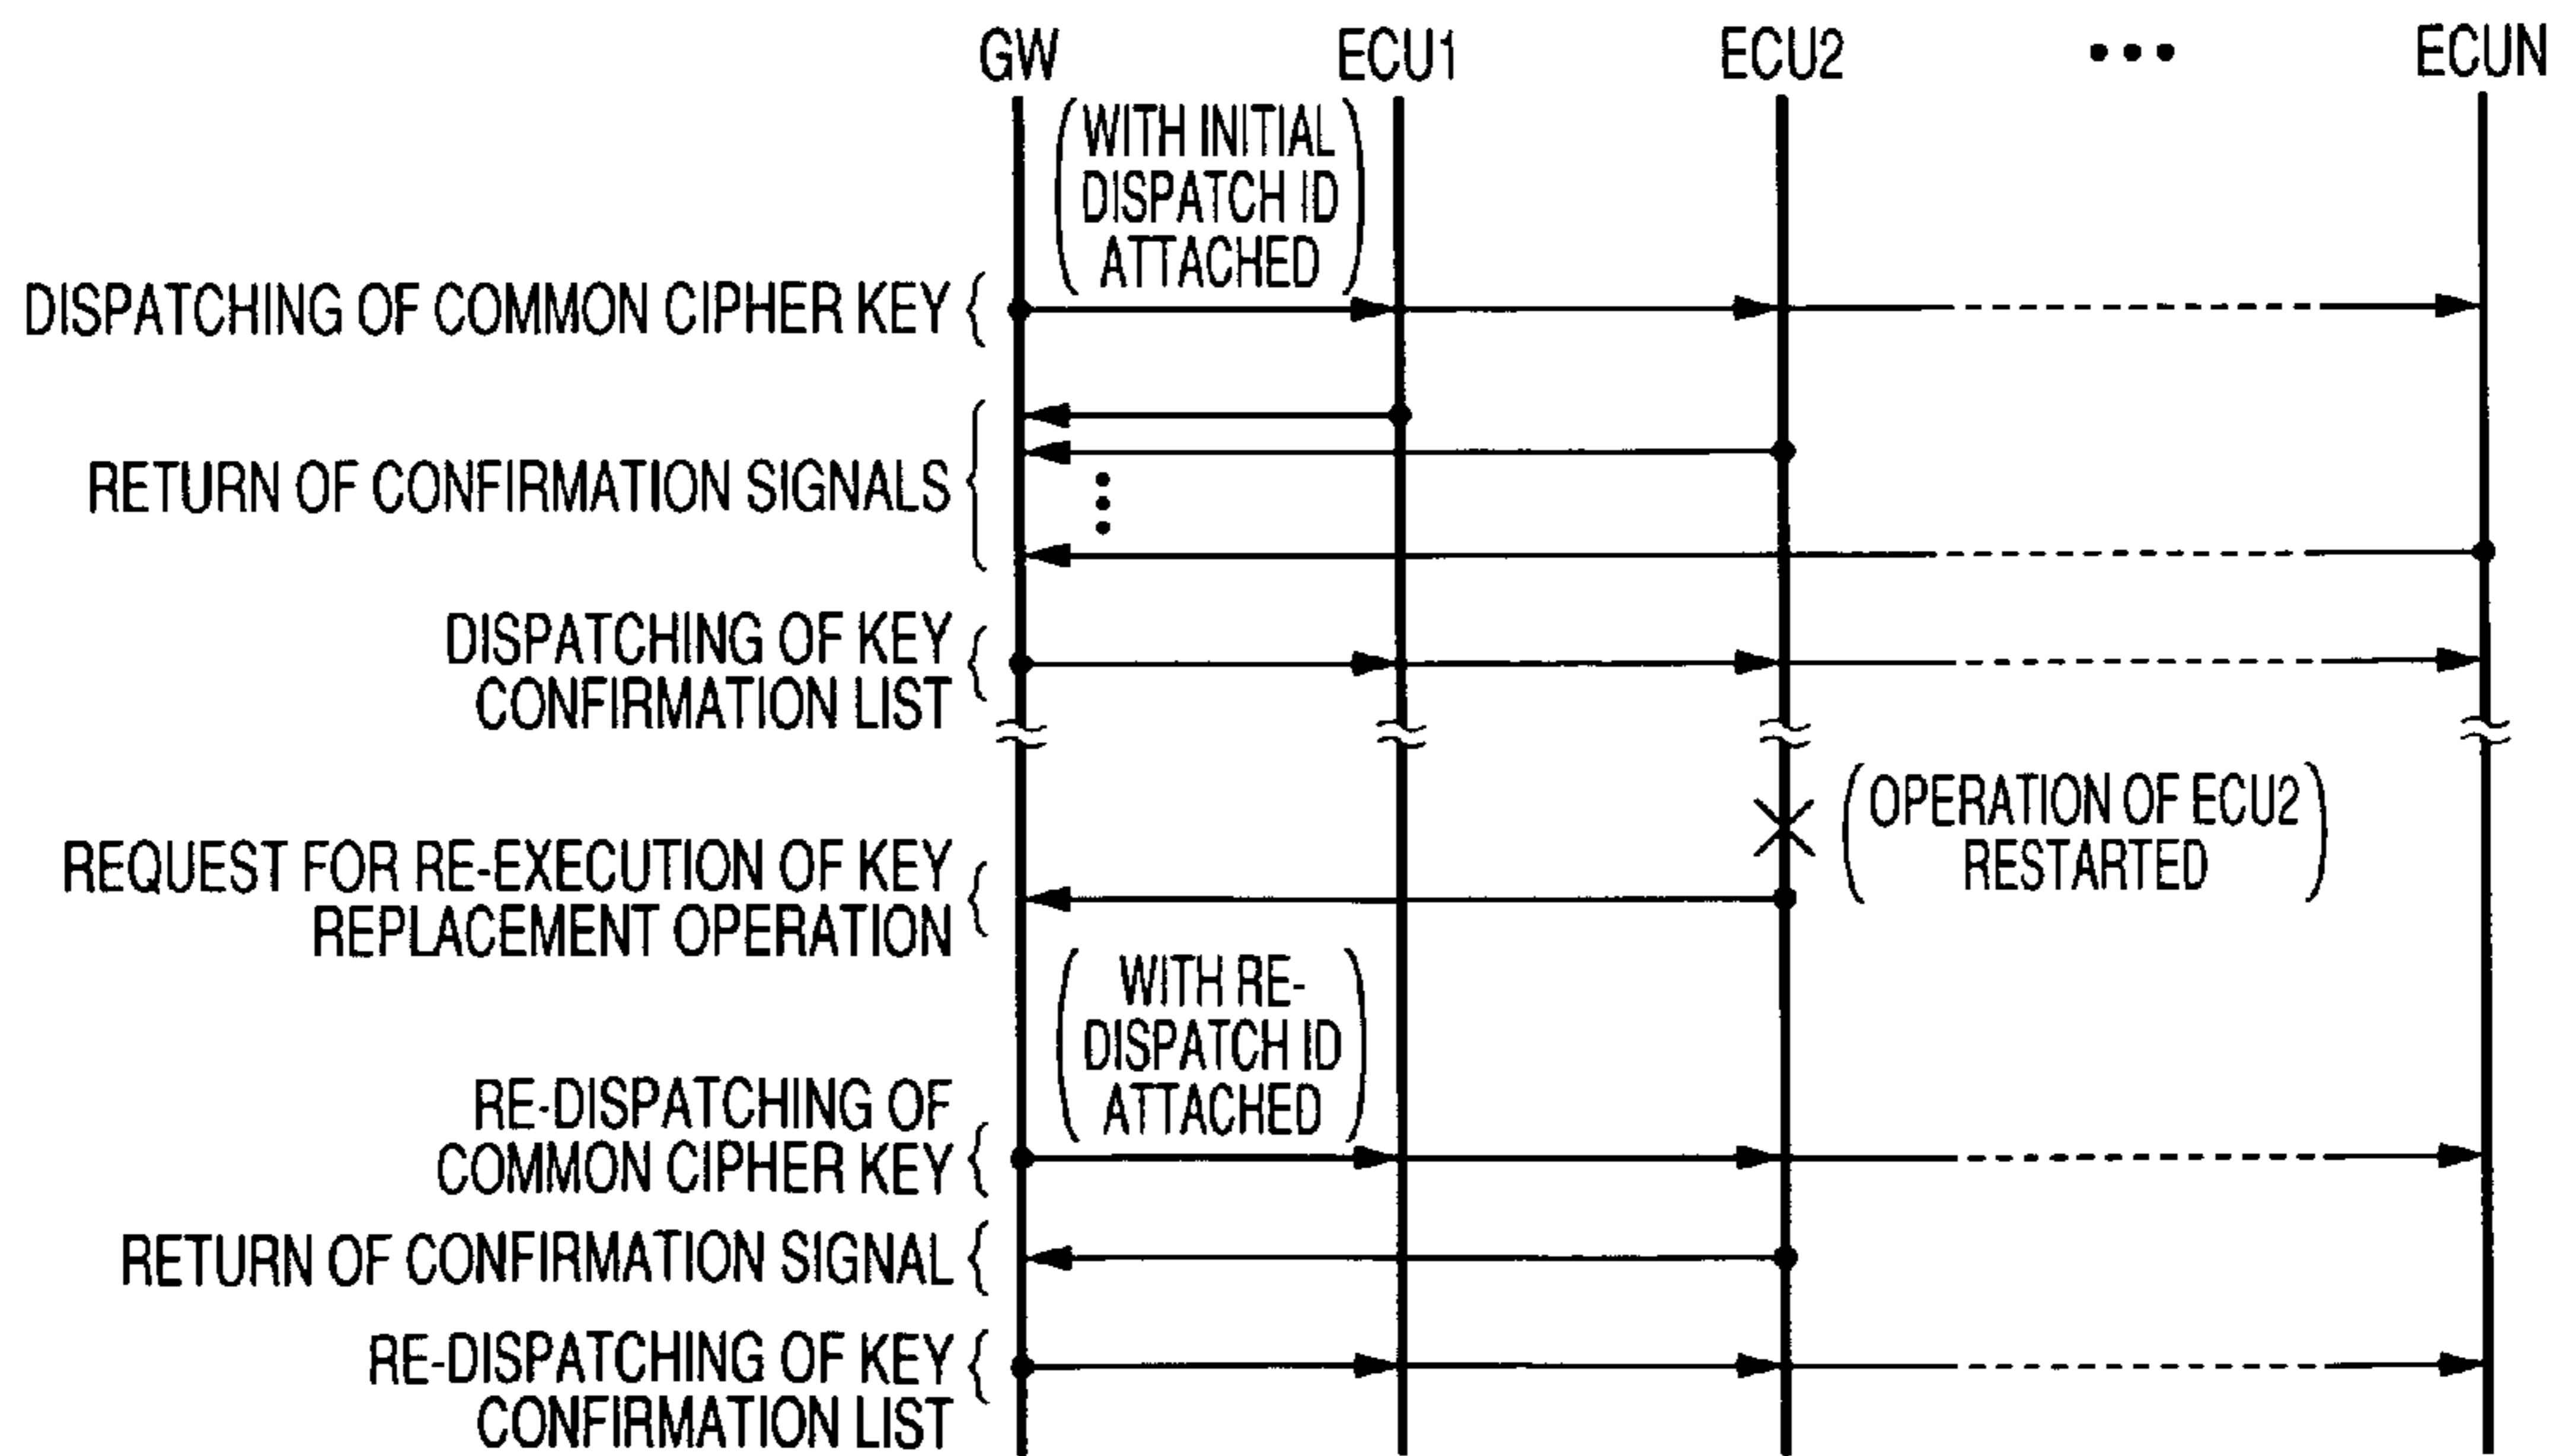 GW ECU1 ECU2 ••• ECUN
(WITH INITIAL
DISPATCH ID
ATTACHED)
DISPATCHING OF COMMON CIPHER KEY {
RETURN OF CONFIRMATION SIGNALS {
DISPATCHING OF KEY
CONFIRMATION LIST {
(OPERATION OF ECU2
RESTARTED)
REQUEST FOR RE-EXECUTION OF KEY
REPLACEMENT OPERATION {
(WITH RE-
DISPATCH ID
ATTACHED)
RE-DISPATCHING OF
COMMON CIPHER KEY {
RETURN OF CONFIRMATION SIGNAL {
RE-DISPATCHING OF KEY {
CONFIRMATION LIST